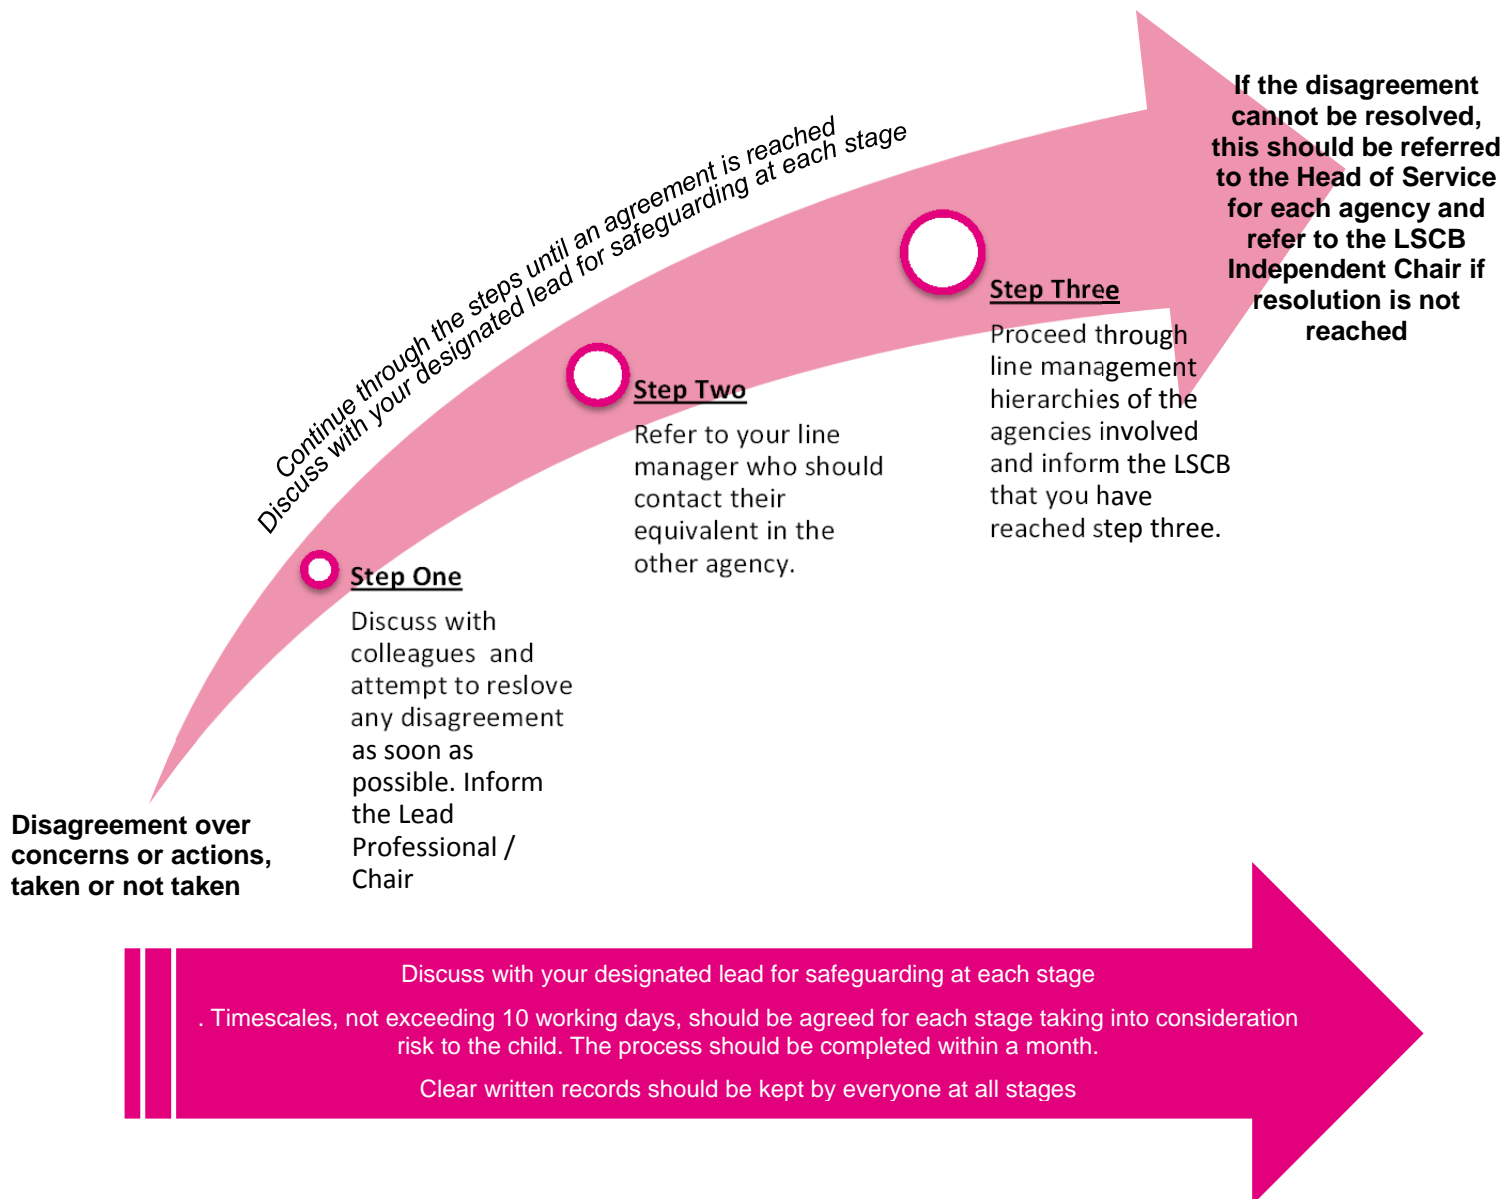 Continue through the steps until an agreement is reached
Discuss with your designated lead for safeguarding at each stage
If the disagreement
cannot be resolved,
this should be referred
to the Head of Service
for each agency and
refer to the LSCB
Independent Chair if
resolution is not
reached
Step Three
Proceed through
line management
hierarchies of the
agencies involved
and inform the LSCB
that you have
reached step three.
Step Two
Refer to your line
manager who should
contact their
equivalent in the
other agency.
Step One
Discuss with
colleagues and
attempt to reslove
any disagreement
as soon as
possible. Inform
the Lead
Professional /
Chair
Disagreement over
concerns or actions,
taken or not taken
Discuss with your designated lead for safeguarding at each stage
. Timescales, not exceeding 10 working days, should be agreed for each stage taking into consideration
risk to the child. The process should be completed within a month.
Clear written records should be kept by everyone at all stages